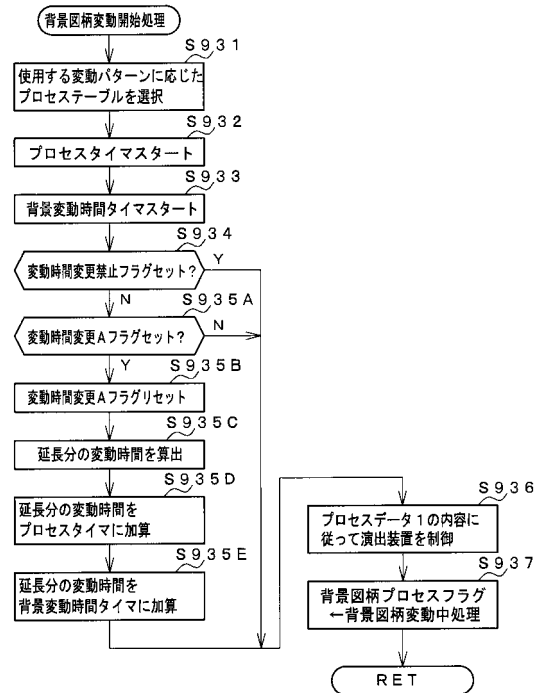 背景図柄変動開始処理
S931
使用する変動パターンに応じた
プロセステーブルを選択
S932
プロセスタイマスタート
S933
背景変動時間タイマスタート
S934
変動時間変更禁止フラグセット?
Y
N
S935A
変動時間変更Aフラグセット?
N
Y
S935B
変動時間変更Aフラグリセット
S935C
延長分の変動時間を算出
S935D
延長分の変動時間を
プロセスタイマに加算
S935E
延長分の変動時間を
背景変動時間タイマに加算
S936
プロセスデータ1の内容に
従って演出装置を制御
S937
背景図柄プロセスフラグ
←背景図柄変動中処理
RET